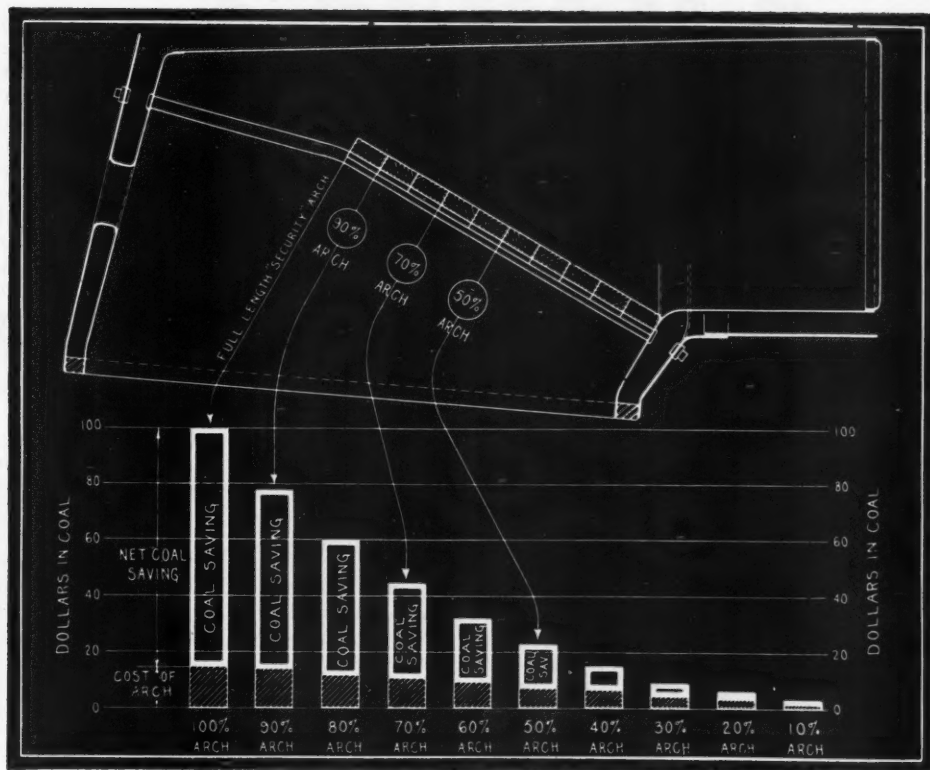 FULL LENGTH "SECURITY" ARCH
90%
ARCH
70%
ARCH
50%
ARCH
DOLLARS IN COAL
100
80
60
40
20
0
NET COAL
SAVING
COST OF
ARCH
COAL SAVING
COAL SAVING
COAL SAVING
COAL
SAVING
COAL
SAVING
COAL
SAV.
100
80
60
40
20
0
DOLLARS IN COAL
100%
ARCH
90%
ARCH
80%
ARCH
70%
ARCH
60%
ARCH
50%
ARCH
40%
ARCH
30%
ARCH
20%
ARCH
10%
ARCH